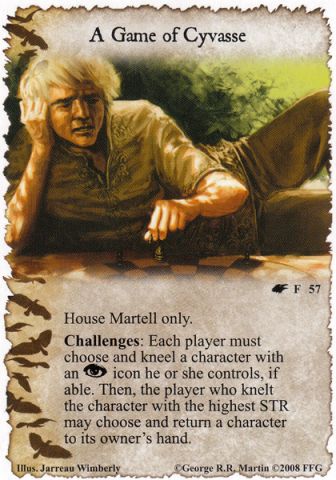 A Game of Cyvasse
F 57
House Martell only.
Challenges: Each player must
choose and kneel a character with
an icon he or she controls, if
able. Then, the player who knelt
the character with the highest STR
may choose and return a character
to its owner's hand.
Illus. Jarreau Wimberly ©George R.R. Martin ©2008 FFG